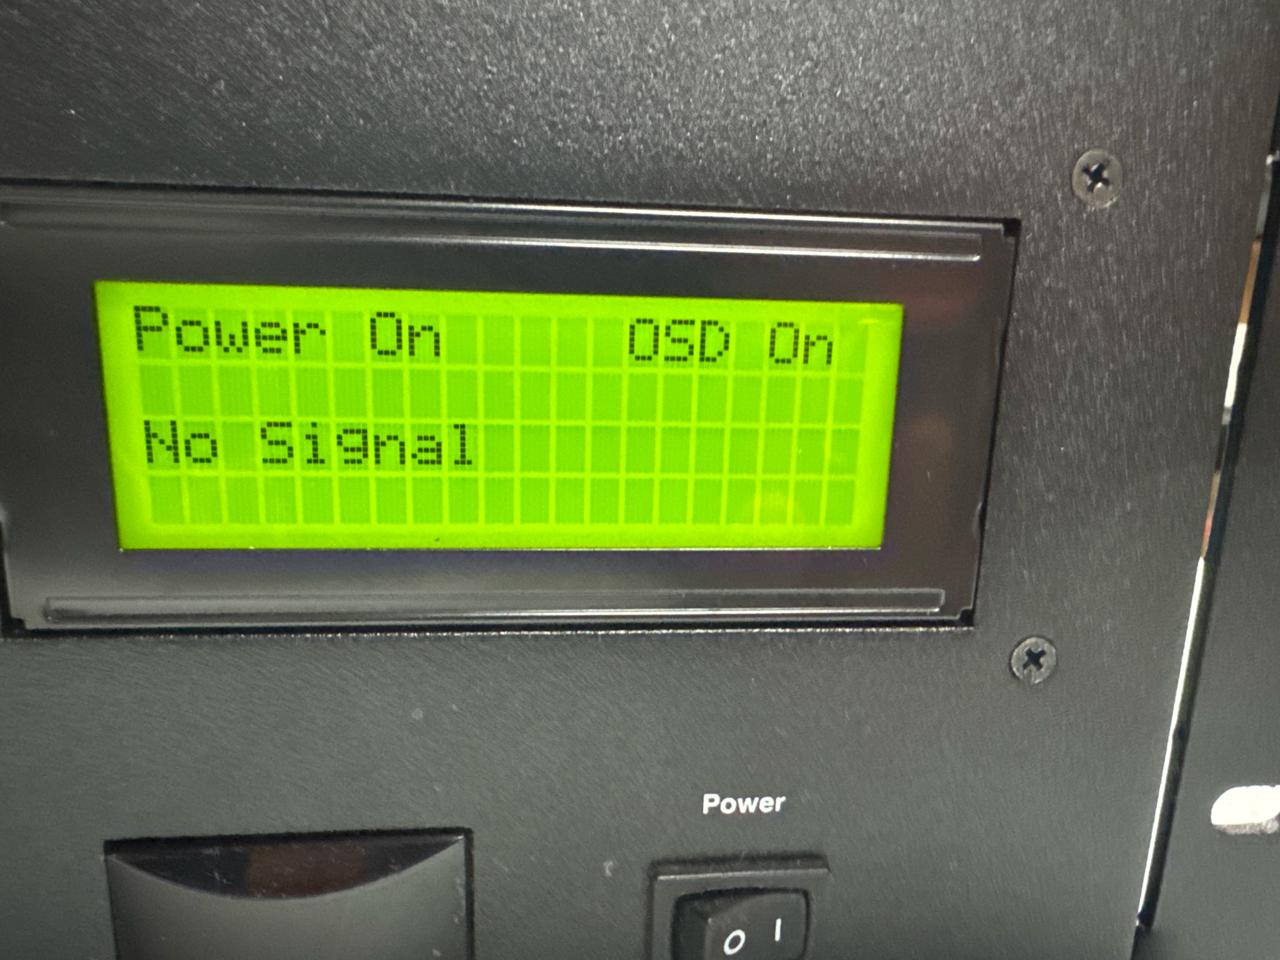 Power On OSD On
No Signal
Power
O I